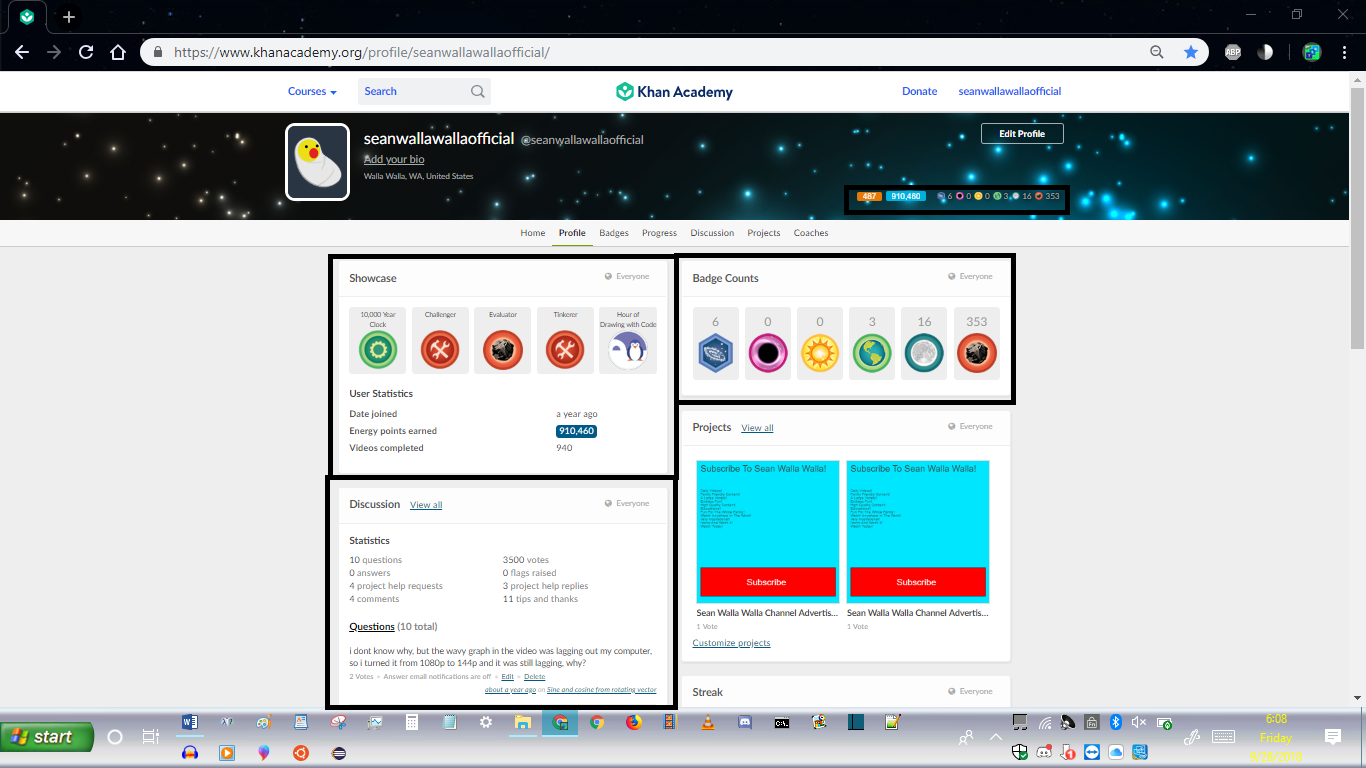 https://www.khanacademy.org/profile/seanwallawallaofficial/
ABP
Courses
Search
Khan Academy
Donate
seanwallawallaofficial
seanwallawallaofficial @seanwallawallaofficial
Add your bio
Walla Walla, WA, United States
Edit Profile
487 910,480 6 0 0 3 16 353
Home Profile Badges Progress Discussion Projects Coaches
Showcase
Everyone
10,000 Year
Clock
Challenger
Evaluator
Tinkerer
Hour of
Drawing with Code
User Statistics
Date joined a year ago
Energy points earned 910,460
Videos completed 940
Badge Counts
Everyone
6 0 0 3 16 353
Discussion View all
Everyone
Statistics
10 questions 3500 votes
0 answers 0 flags raised
4 project help requests 3 project help replies
4 comments 11 tips and thanks
Questions (10 total)
i dont know why, but the wavy graph in the video was lagging out my computer,
so i turned it from 1080p to 144p and it was still lagging, why?
2 Votes • Answer email notifications are off • Edit • Delete
about a year ago on Sine and cosine from rotating vector
Projects View all
Everyone
Subscribe To Sean Walla Walla!
Subscribe
Sean Walla Walla Channel Advertis...
1 Vote
Subscribe To Sean Walla Walla!
Subscribe
Sean Walla Walla Channel Advertis...
1 Vote
Customize projects
Streak
Everyone
start
6:08
Friday
9/28/2018